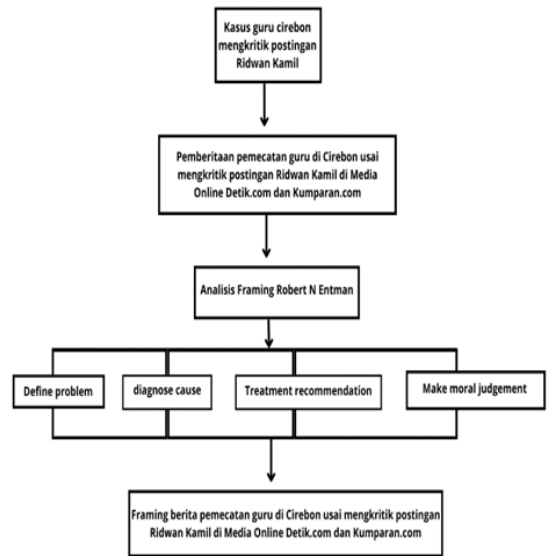 Kasus guru cirebon
mengkritik postingan
Ridwan Kamil
Pemberitaan pemecatan guru di Cirebon usai
mengkritik postingan Ridwan Kamil di Media
Online Detik.com dan Kumparan.com
Analisis Framing Robert N Entman
Define problem
diagnose cause
Treatment recommendation
Make moral judgement
Framing berita pemecatan guru di Cirebon usai mengkritik postingan
Ridwan Kamil di Media Online Detik.com dan Kumparan.com